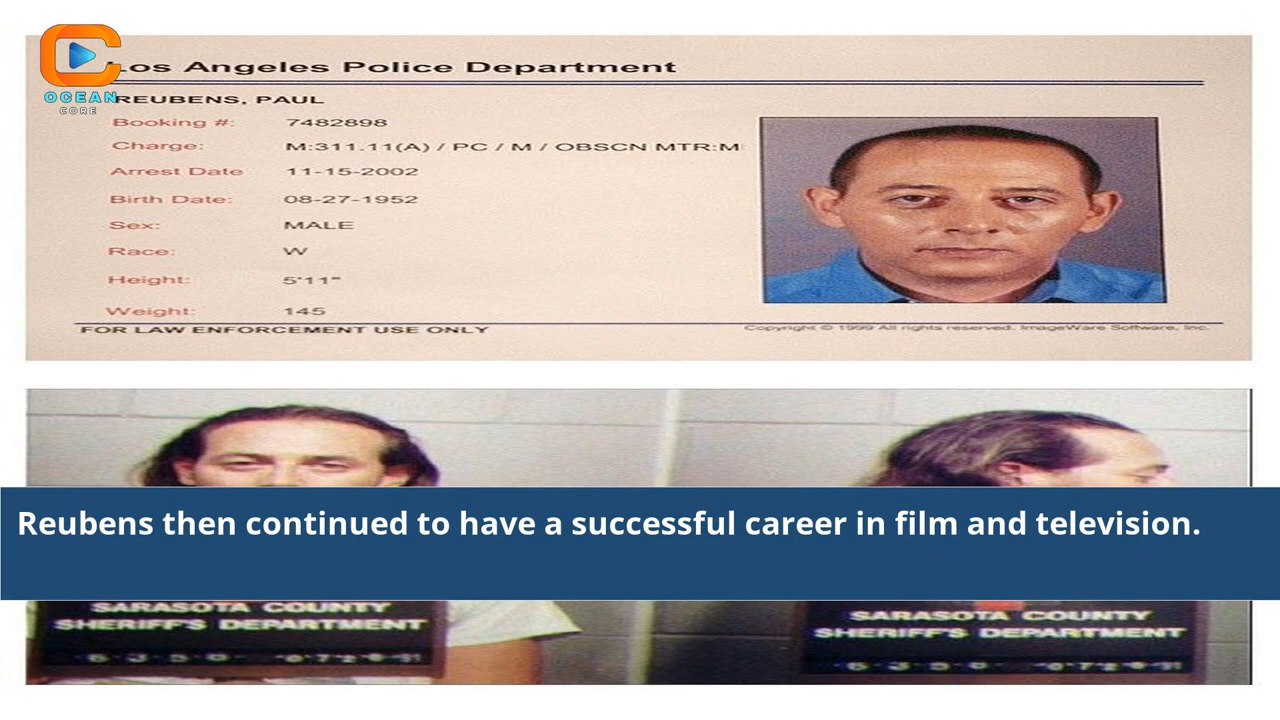 Los Angeles Police Department
OCEAN
CORE
REUBENS, PAUL
Booking #: 7482898
Charge: M:311.11(A) / PC / M / OBSCN MTR:M
Arrest Date 11-15-2002
Birth Date: 08-27-1952
Sex: MALE
Race: W
Height: 5'11"
Weight: 145
FOR LAW ENFORCEMENT USE ONLY
Copyright © 1999 All rights reserved. ImageWare Software, Inc.
Reubens then continued to have a successful career in film and television.
SARASOTA COUNTY
SHERIFF'S DEPARTMENT
SARASOTA COUNTY
SHERIFF'S DEPARTMENT